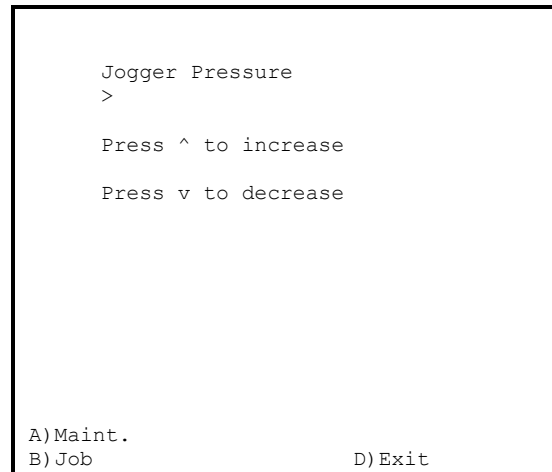 Jogger Pressure
>
Press ^ to increase
Press v to decrease
A)Maint.
B)Job D)Exit